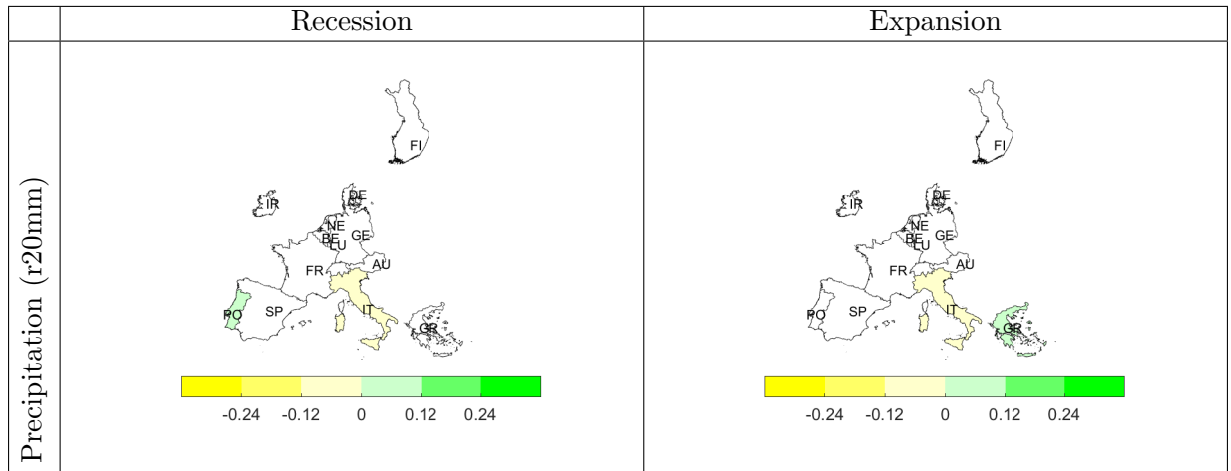 Recession
Expansion
Precipitation (r20mm)
FI
IR
DE
NE
BE
LU
GE
FR
AU
PO
SP
IT
GR
-0.24 -0.12 0 0.12 0.24
FI
IR
DE
NE
BE
LU
GE
FR
AU
PO
SP
IT
GR
-0.24 -0.12 0 0.12 0.24